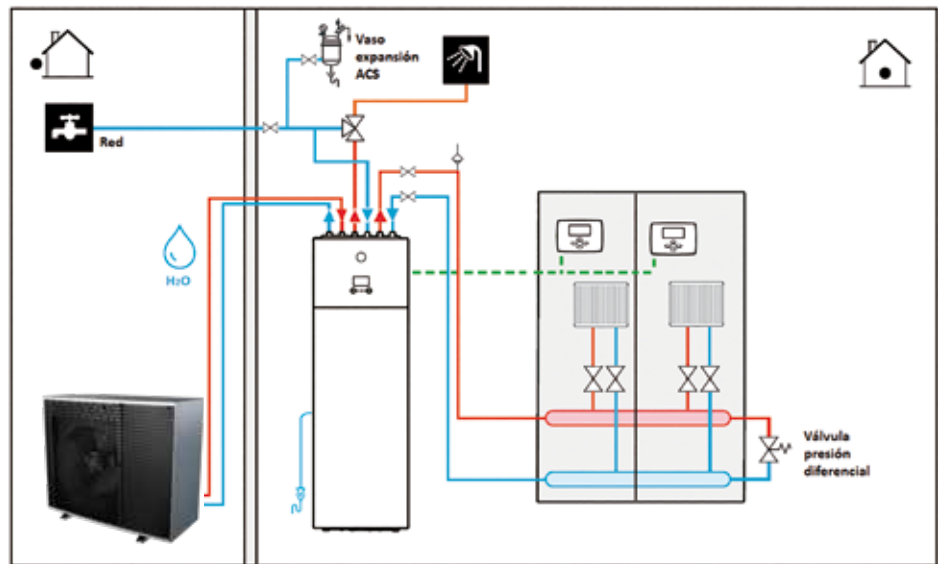 Vaso
expansión
ACS
Red
H₂O
Válvula
presión
diferencial